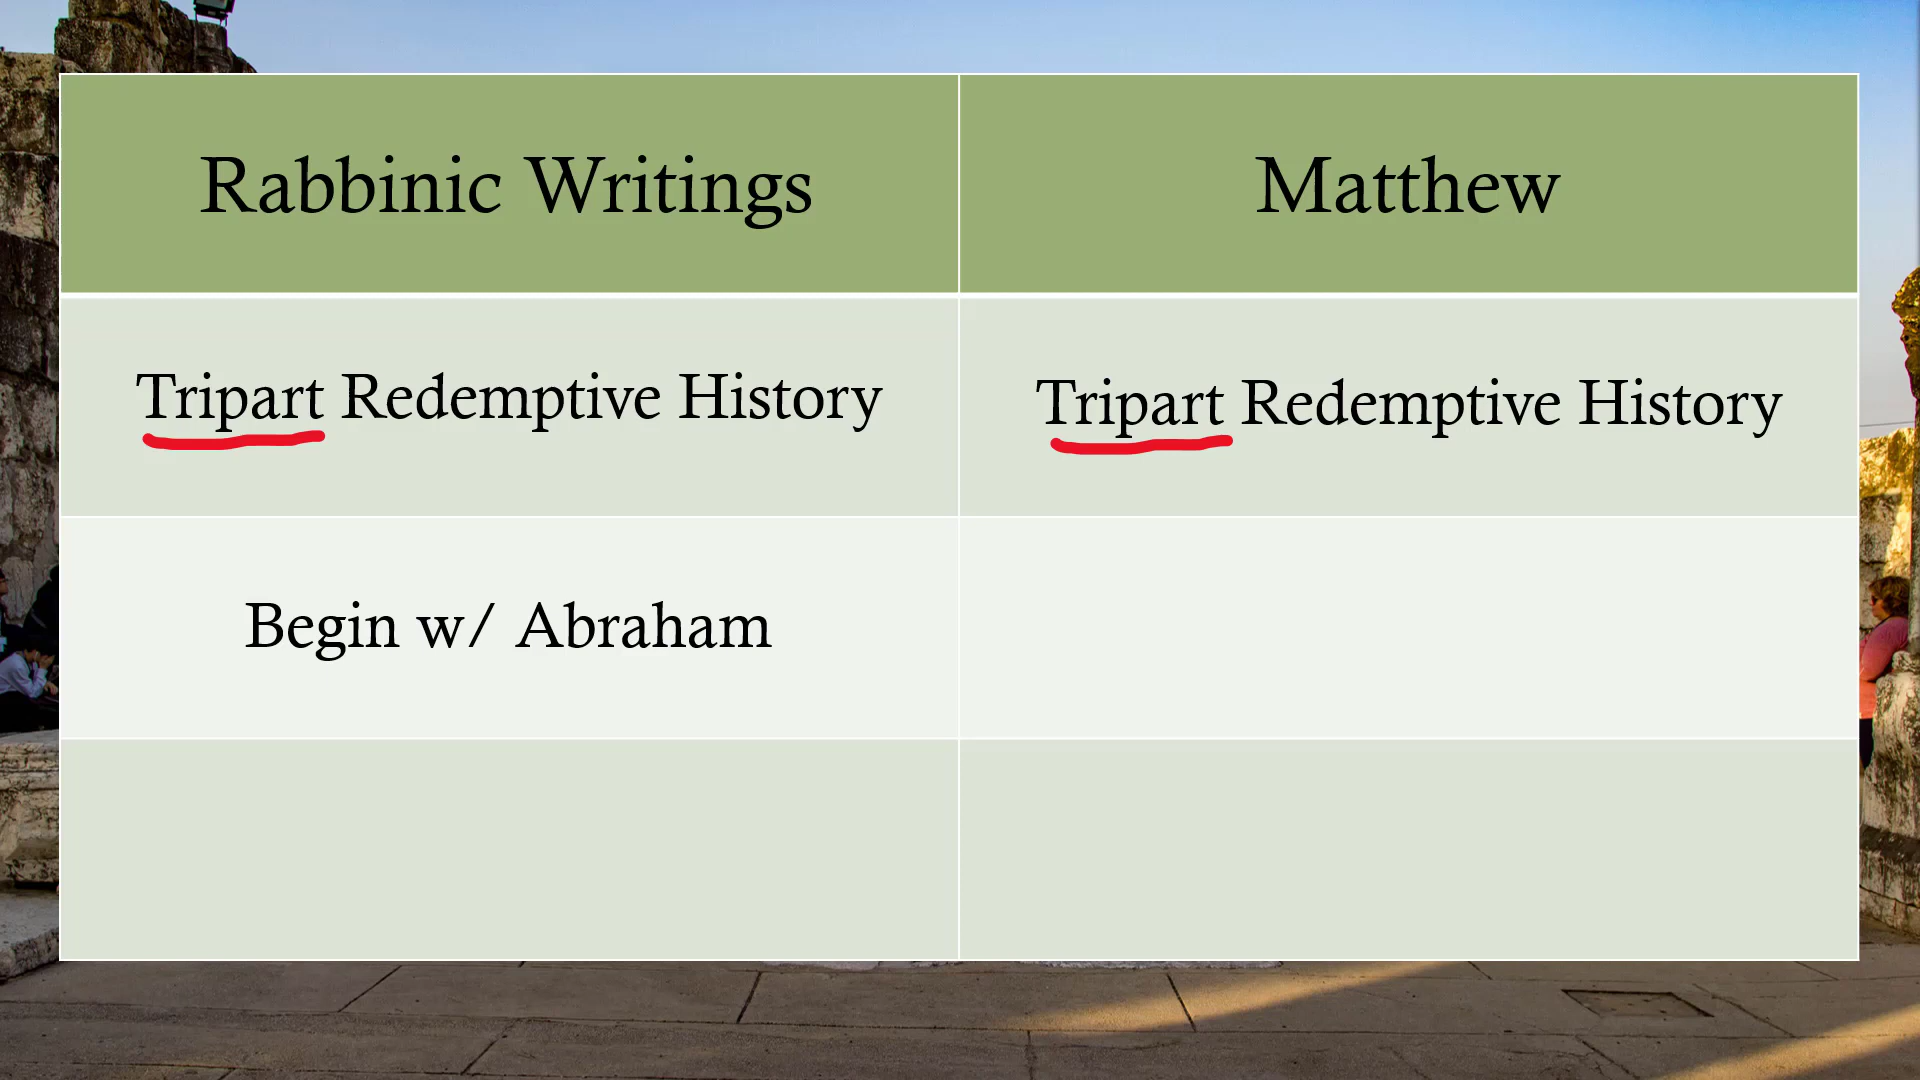 Rabbinic Writings
Matthew
Tripart Redemptive History
Tripart Redemptive History
Begin w/ Abraham